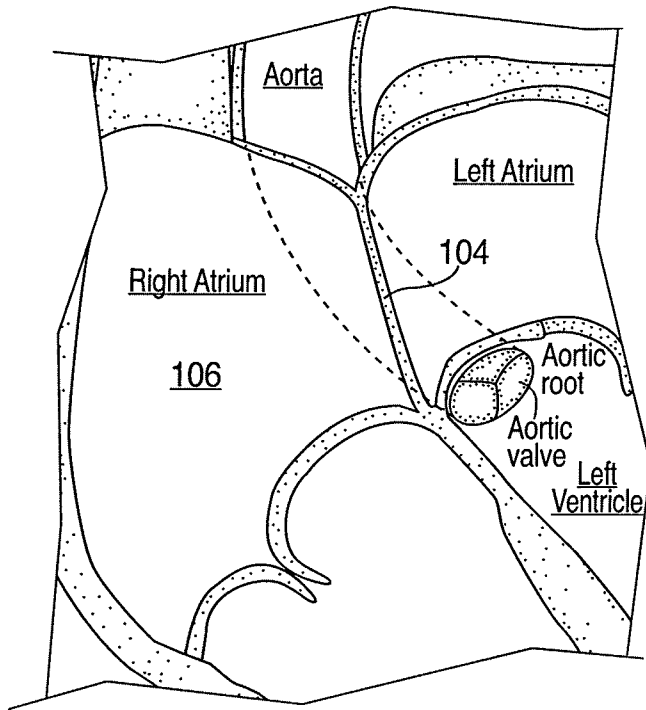 Aorta
Left Atrium
104
Right Atrium
106
Aortic
root
Aortic
valve
Left
Ventricle